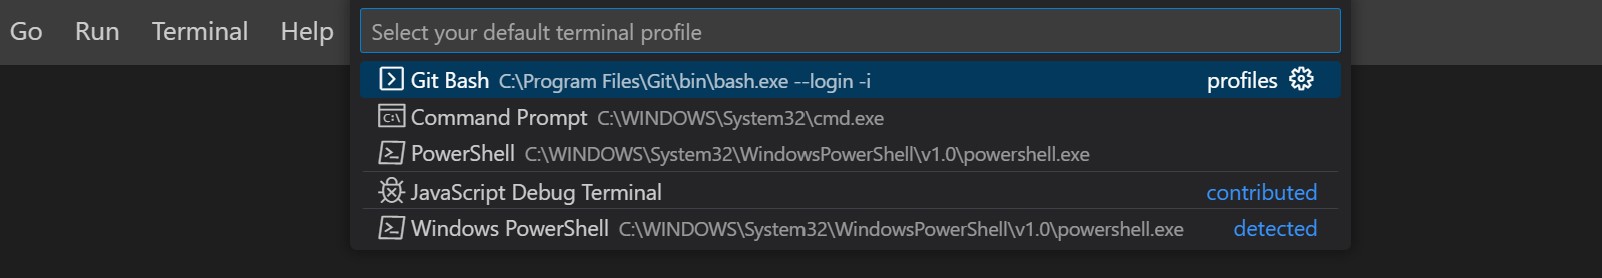 Go Run Terminal Help
Select your default terminal profile
Git Bash C:\Program Files\Git\bin\bash.exe --login -i profiles
Command Prompt C:\WINDOWS\System32\cmd.exe
PowerShell C:\WINDOWS\System32\WindowsPowerShell\v1.0\powershell.exe
JavaScript Debug Terminal contributed
Windows PowerShell C:\WINDOWS\System32\WindowsPowerShell\v1.0\powershell.exe detected